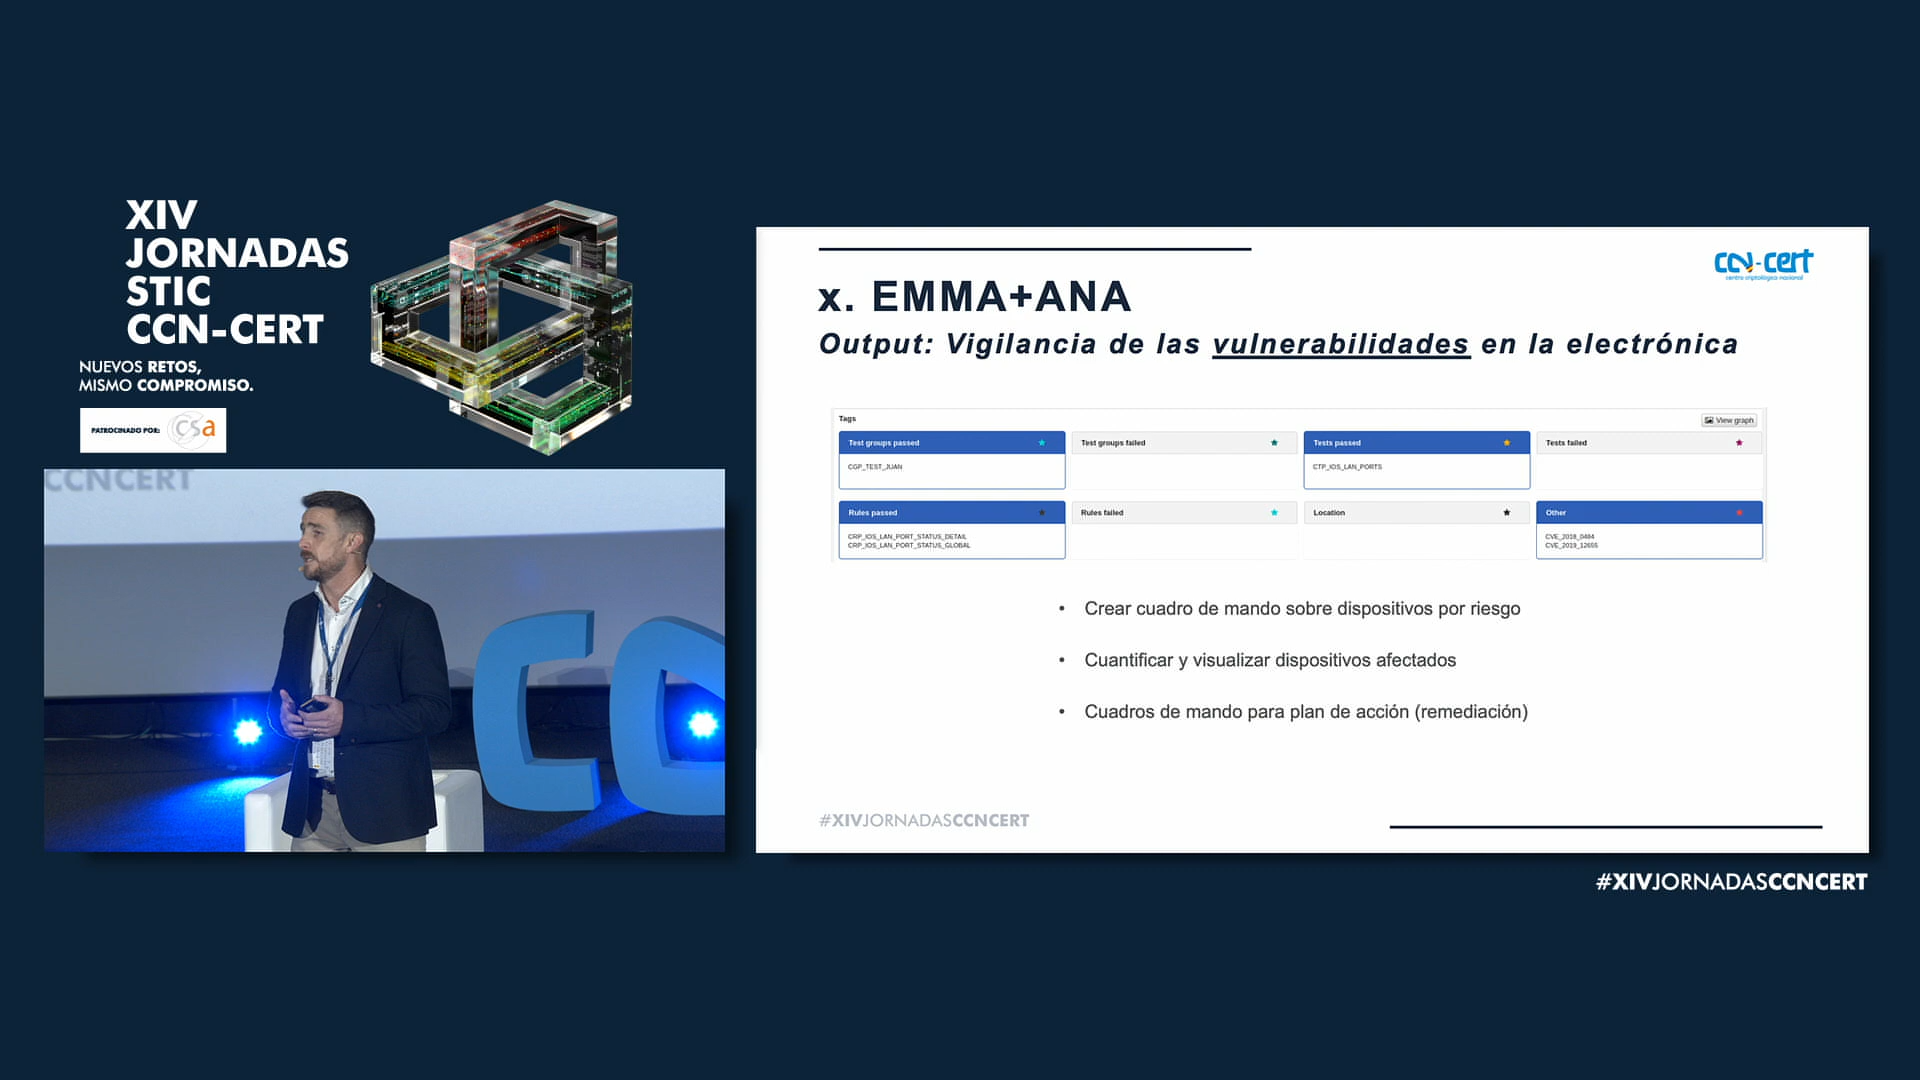 XIV
JORNADAS
STIC
CCN-CERT
NUEVOS RETOS,
MISMO COMPROMISO.
PATROCINADO POR:
csa
CCNCERT
ccn-cert
centro criptológico nacional
x. EMMA+ANA
Output: Vigilancia de las vulnerabilidades en la electrónica
Tags
View graph
Test groups passed
Test groups failed
Tests passed
Tests failed
CGP_TEST_JUAN
CTP_IOS_LAN_PORTS
Rules passed
Rules failed
Location
Other
CRP_IOS_LAN_PORT_STATUS_DETAIL
CRP_IOS_LAN_PORT_STATUS_GLOBAL
CVE_2018_0484
CVE_2019_12655
• Crear cuadro de mando sobre dispositivos por riesgo
• Cuantificar y visualizar dispositivos afectados
• Cuadros de mando para plan de acción (remediación)
#XIVJORNADASCCNCERT
#XIVJORNADASCCNCERT